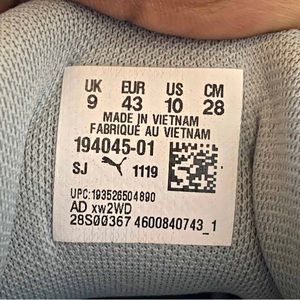 UK EUR US CM
9 43 10 28
MADE IN VIETNAM
FABRIQUÉ AU VIETNAM
194045-01
SJ 1119
UPC:193526504890
AD xw2WD
28S00367 4600840743_1